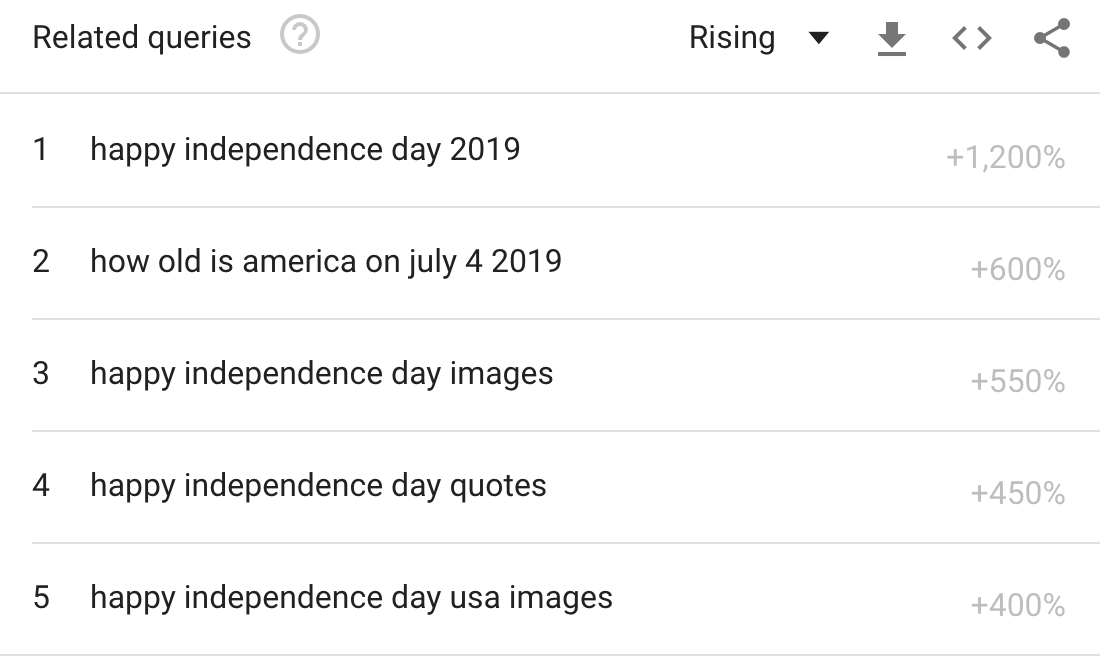 Related queries ? Rising
1 happy independence day 2019 +1,200%
2 how old is america on july 4 2019 +600%
3 happy independence day images +550%
4 happy independence day quotes +450%
5 happy independence day usa images +400%